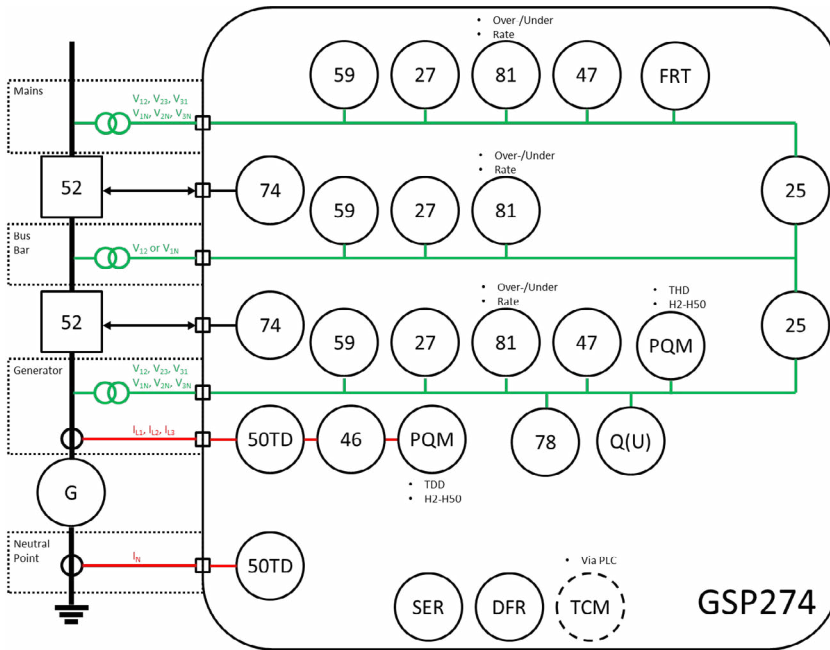 • Over-/Under
• Rate
59
27
81
47
FRT
Mains
V12, V23, V31
V1N, V2N, V3N
52
74
• Over-/Under
• Rate
59
27
81
25
Bus
Bar
V12 or V1N
52
74
• Over-/Under
• Rate
59
27
81
47
• THD
• H2-H50
PQM
25
Generator
V12, V23, V31
V1N, V2N, V3N
IL1, IL2, IL3
50TD
46
PQM
78
Q(U)
• TDD
• H2-H50
G
Neutral
Point
IN
50TD
• Via PLC
SER
DFR
TCM
GSP274